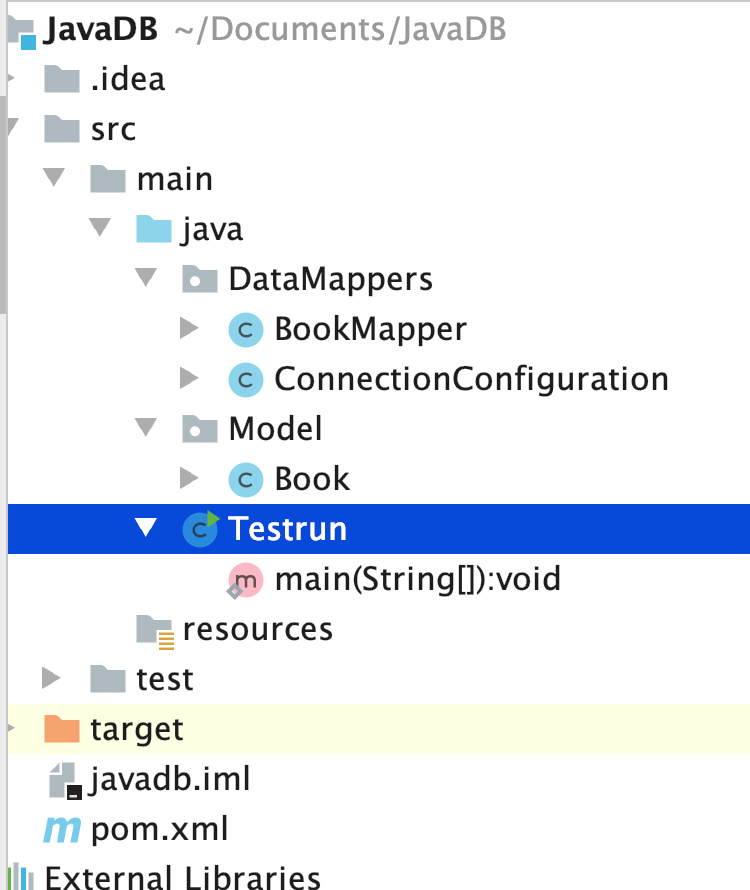 JavaDB ~/Documents/JavaDB
.idea
src
main
java
DataMappers
C BookMapper
C ConnectionConfiguration
Model
C Book
C Testrun
m main(String[]):void
resources
test
target
javadb.iml
m pom.xml
External Libraries